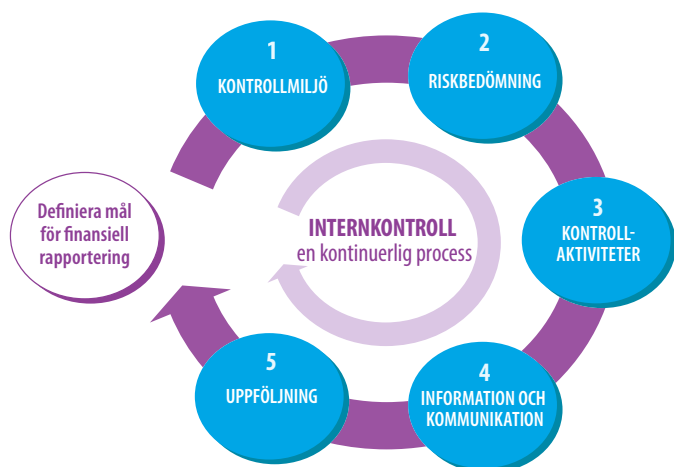 1
KONTROLLMILJÖ
2
RISKBEDÖMNING
3
KONTROLL-
AKTIVITETER
4
INFORMATION OCH
KOMMUNIKATION
5
UPPFÖLJNING
Definiera mål
för finansiell
rapportering
INTERNKONTROLL
en kontinuerlig process